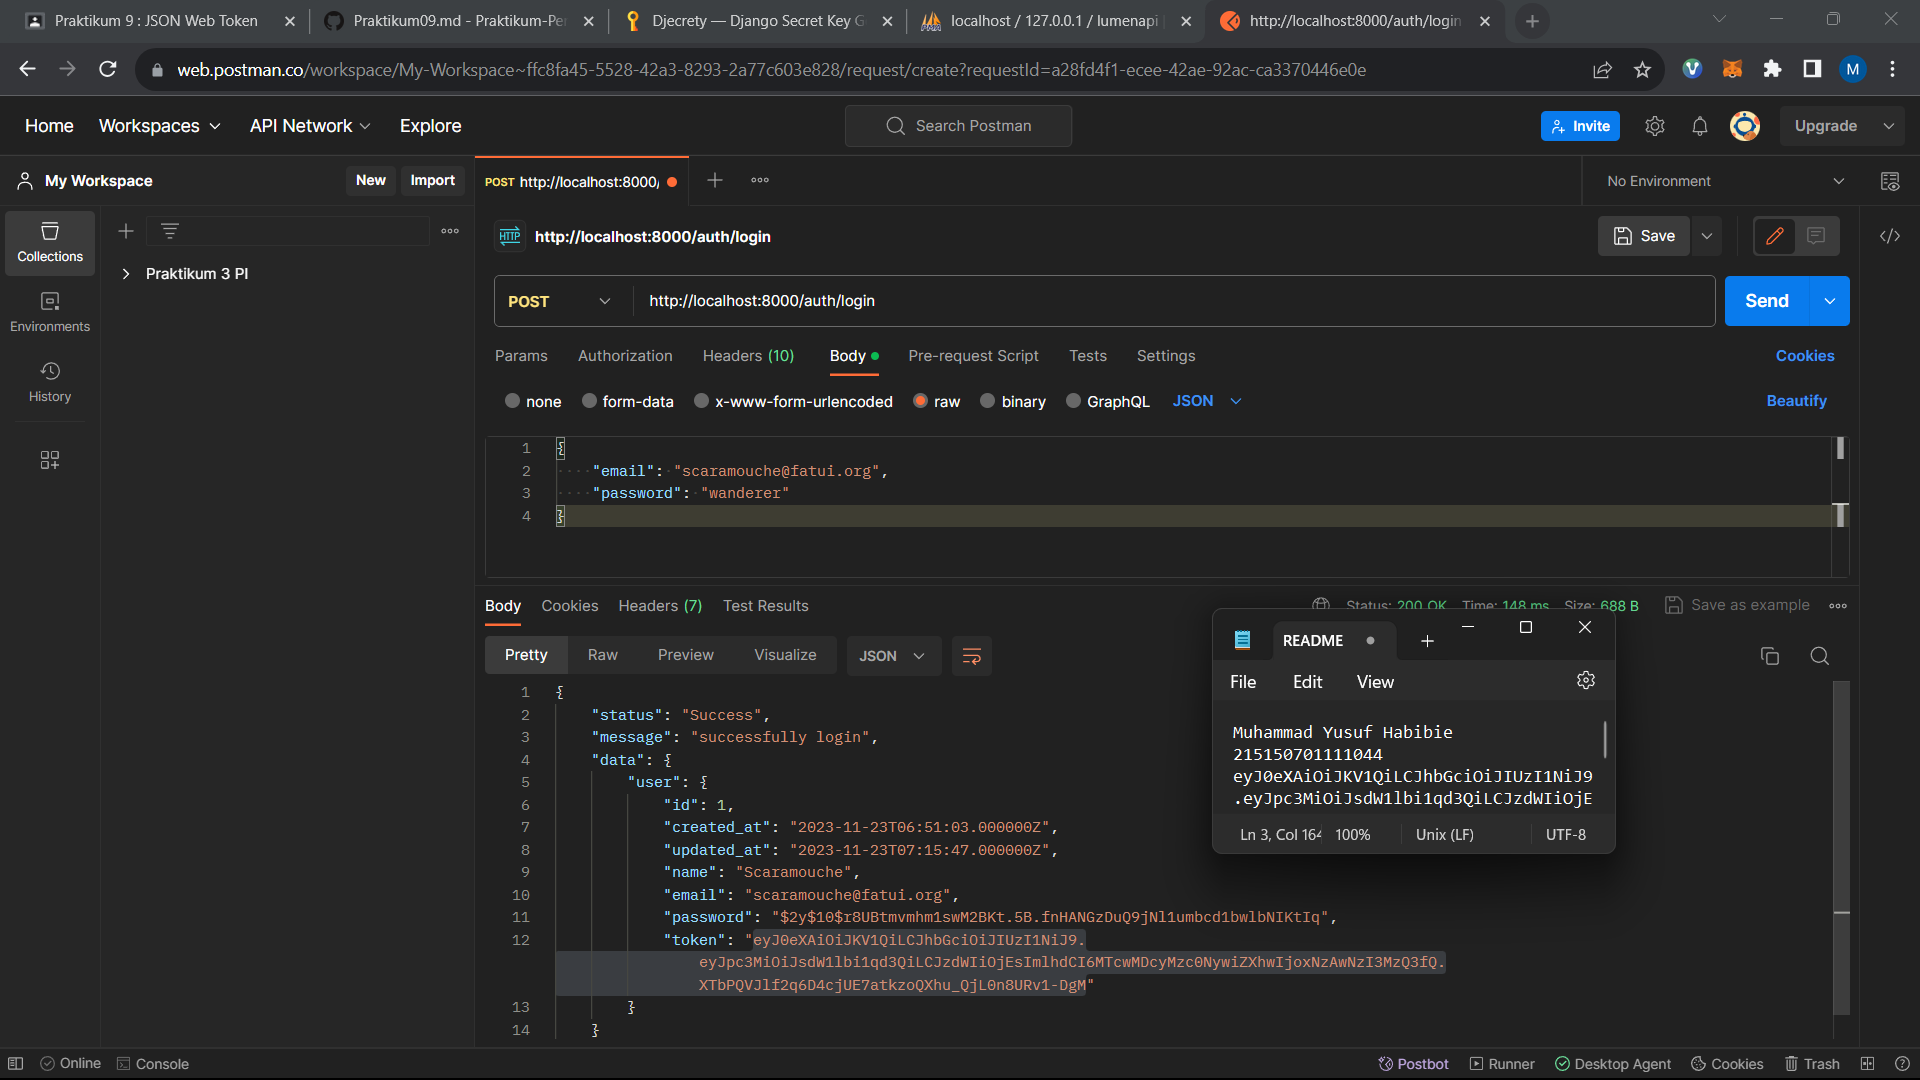 Praktikum 9 : JSON Web Token
Praktikum09.md - Praktikum-Pe
Djecrety — Django Secret Key G
localhost / 127.0.0.1 / lumenapi
http://localhost:8000/auth/login
web.postman.co/workspace/My-Workspace~ffc8fa45-5528-42a3-8293-2a77c603e828/request/create?requestId=a28fd4f1-ecee-42ae-92ac-ca3370446e0e
M
Home
Workspaces
API Network
Explore
Search Postman
Invite
Upgrade
My Workspace
New
Import
POST http://localhost:8000/
No Environment
Collections
Environments
History
Praktikum 3 PI
HTTP
http://localhost:8000/auth/login
Save
POST
http://localhost:8000/auth/login
Send
Params
Authorization
Headers (10)
Body
Pre-request Script
Tests
Settings
Cookies
none
form-data
x-www-form-urlencoded
raw
binary
GraphQL
JSON
Beautify
1 {
2 "email": "scaramouche@fatui.org",
3 "password": "wanderer"
4 }
Body
Cookies
Headers (7)
Test Results
Status: 200 OK
Time: 148 ms
Size: 688 B
Save as example
Pretty
Raw
Preview
Visualize
JSON
1 {
2 "status": "Success",
3 "message": "successfully login",
4 "data": {
5 "user": {
6 "id": 1,
7 "created_at": "2023-11-23T06:51:03.000000Z",
8 "updated_at": "2023-11-23T07:15:47.000000Z",
9 "name": "Scaramouche",
10 "email": "scaramouche@fatui.org",
11 "password": "$2y$10$r8UBtmvmhm1swM2BKt.5B.fnHANGzDuQ9jNl1umbcd1bwlbNIKtIq",
12 "token": "eyJ0eXAiOiJKV1QiLCJhbGciOiJIUzI1NiJ9.
eyJpc3MiOiJsdW1lbi1qd3QiLCJzdWIiOjEsImlhdCI6MTcwMDcyMzc0NywiZXhwIjoxNzAwNzI3MzQ3fQ.
XTbPQVJlf2q6D4cjUE7atkzoQXhu_QjL0n8URv1-DgM"
13 }
14 }
README
File
Edit
View
Muhammad Yusuf Habibie
215150701111044
eyJ0eXAiOiJKV1QiLCJhbGciOiJIUzI1NiJ9
.eyJpc3MiOiJsdW1lbi1qd3QiLCJzdWIiOjE
Ln 3, Col 164
100%
Unix (LF)
UTF-8
Online
Console
Postbot
Runner
Desktop Agent
Cookies
Trash